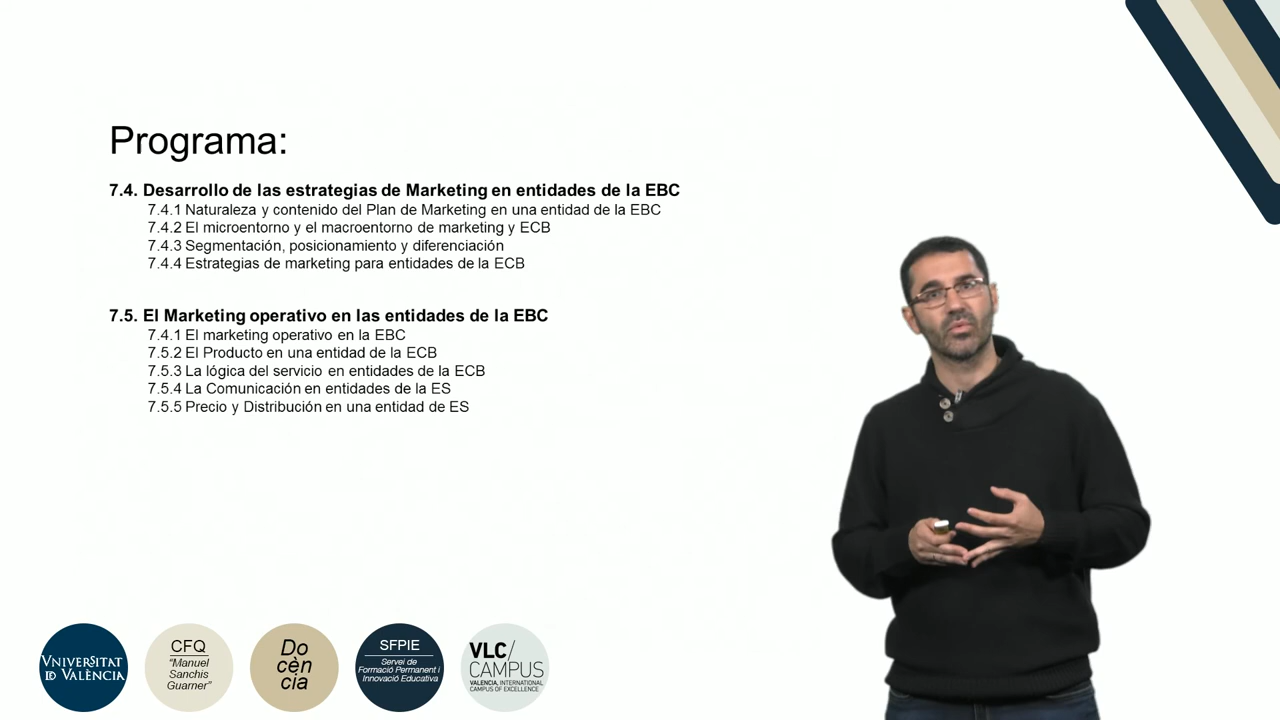 Programa:
7.4. Desarrollo de las estrategias de Marketing en entidades de la EBC
7.4.1 Naturaleza y contenido del Plan de Marketing en una entidad de la EBC
7.4.2 El microentorno y el macroentorno de marketing y ECB
7.4.3 Segmentación, posicionamiento y diferenciación
7.4.4 Estrategias de marketing para entidades de la ECB
7.5. El Marketing operativo en las entidades de la EBC
7.4.1 El marketing operativo en la EBC
7.5.2 El Producto en una entidad de la ECB
7.5.3 La lógica del servicio en entidades de la ECB
7.5.4 La Comunicación en entidades de la ES
7.5.5 Precio y Distribución en una entidad de ES
VNIVERSITAT
ID VALÈNCIA
CFQ
"Manuel
Sanchis
Guarner"
Do
cèn
cia
SFPIE
Servei de
Formació Permanent i
Innovació Educativa
VLC/
CAMPUS
VALENCIA, INTERNATIONAL
CAMPUS OF EXCELLENCE